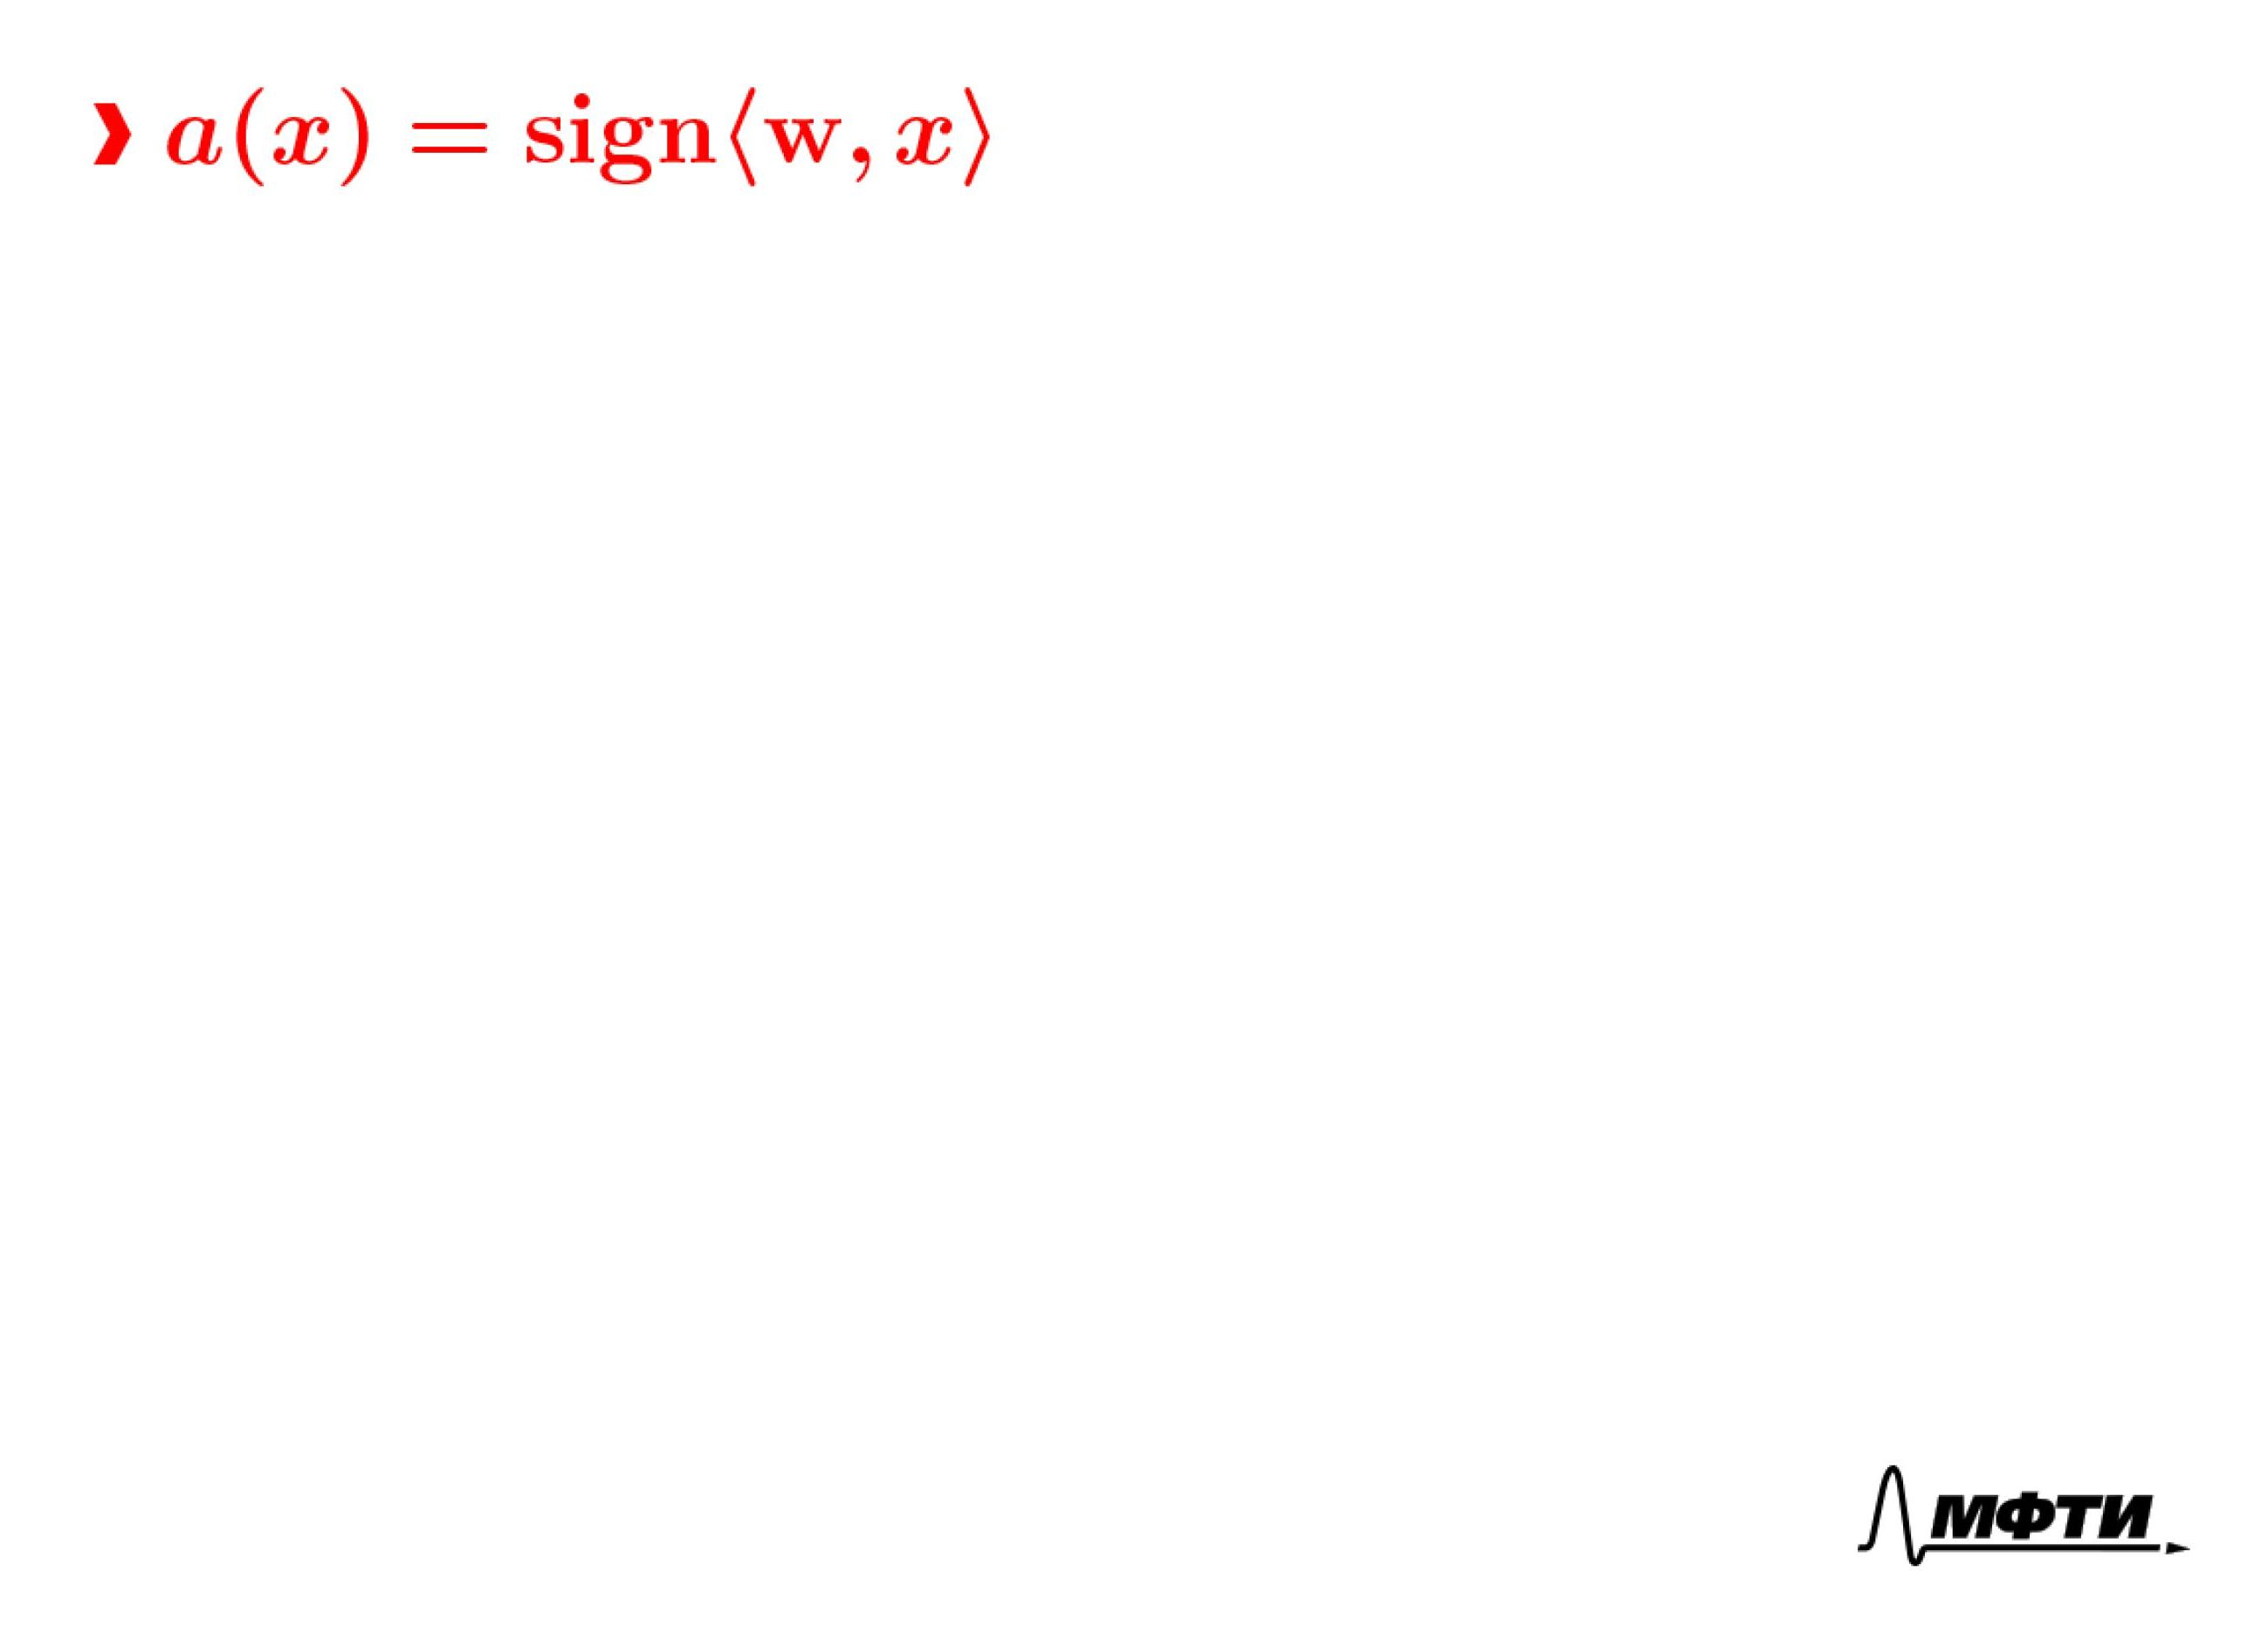 ❯ a(x) = sign⟨w, x⟩
МФТИ